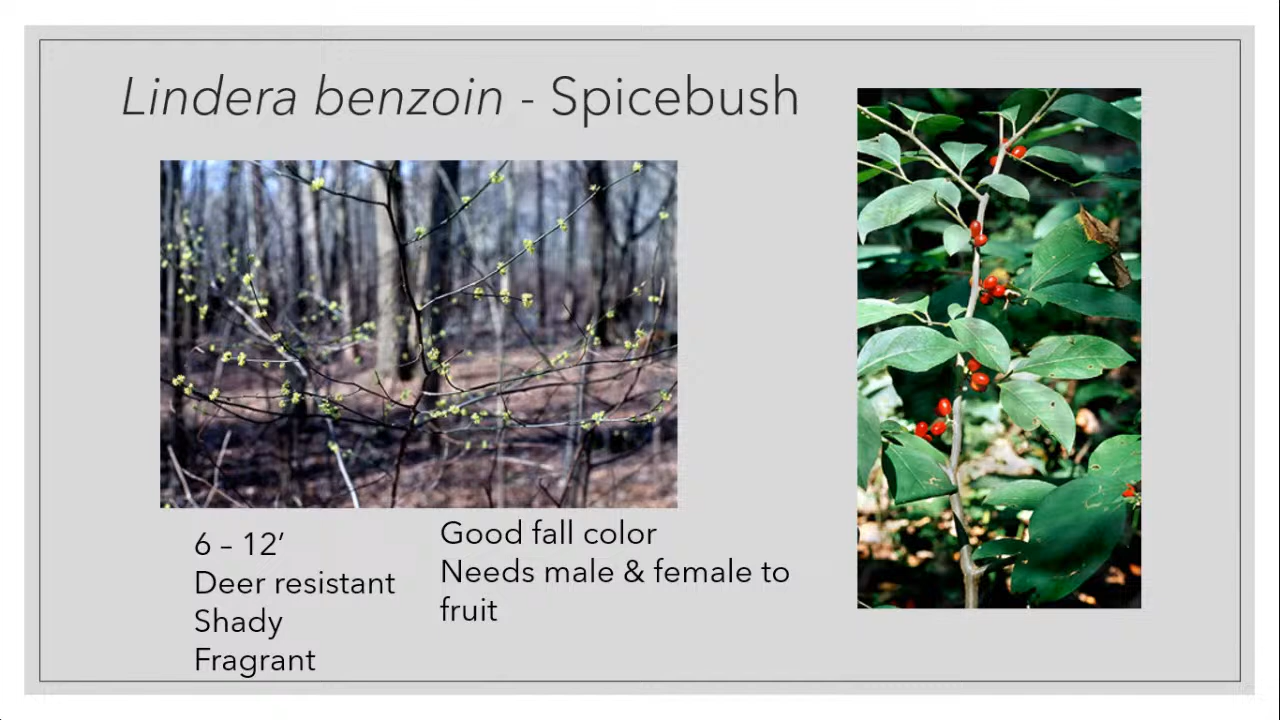 Lindera benzoin - Spicebush
6 – 12’
Deer resistant
Shady
Fragrant
Good fall color
Needs male & female to
fruit